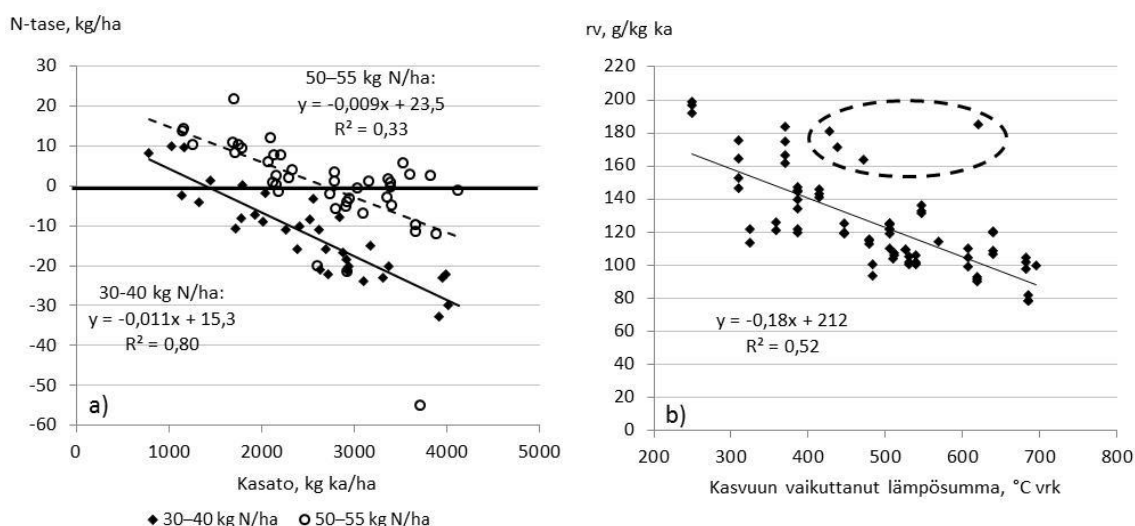 N-tase, kg/ha
30
20
10
0
-10
-20
-30
-40
-50
-60
50–55 kg N/ha:
y = -0,009x + 23,5
R² = 0,33
30-40 kg N/ha:
y = -0,011x + 15,3
R² = 0,80
a)
0 1000 2000 3000 4000 5000
Kasato, kg ka/ha
30–40 kg N/ha 50–55 kg N/ha
rv, g/kg ka
220
200
180
160
140
120
100
80
60
40
20
0
y = -0,18x + 212
R² = 0,52
b)
200 300 400 500 600 700 800
Kasvuun vaikuttanut lämpösumma, °C vrk